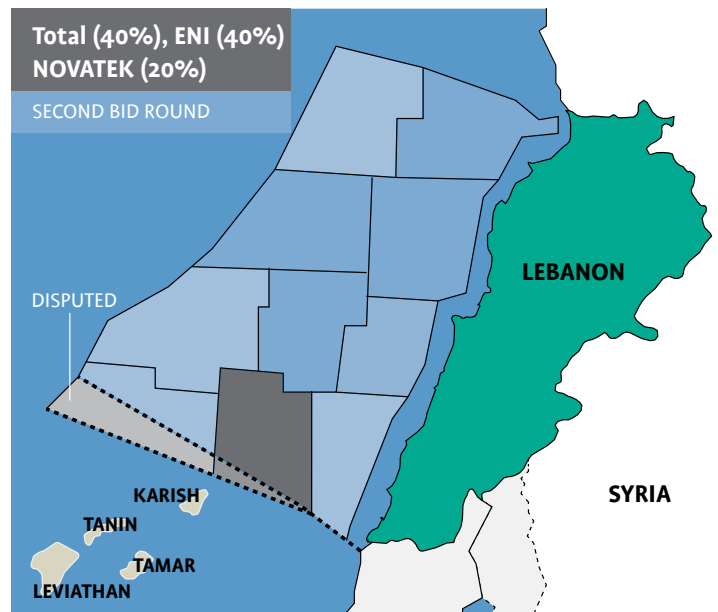 Total (40%), ENI (40%)
NOVATEK (20%)
SECOND BID ROUND
LEBANON
DISPUTED
KARISH
SYRIA
TANIN
TAMAR
LEVIATHAN